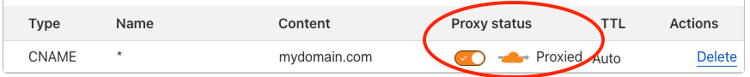 Type Name Content Proxy status TTL Actions
CNAME * mydomain.com Proxied Auto Delete